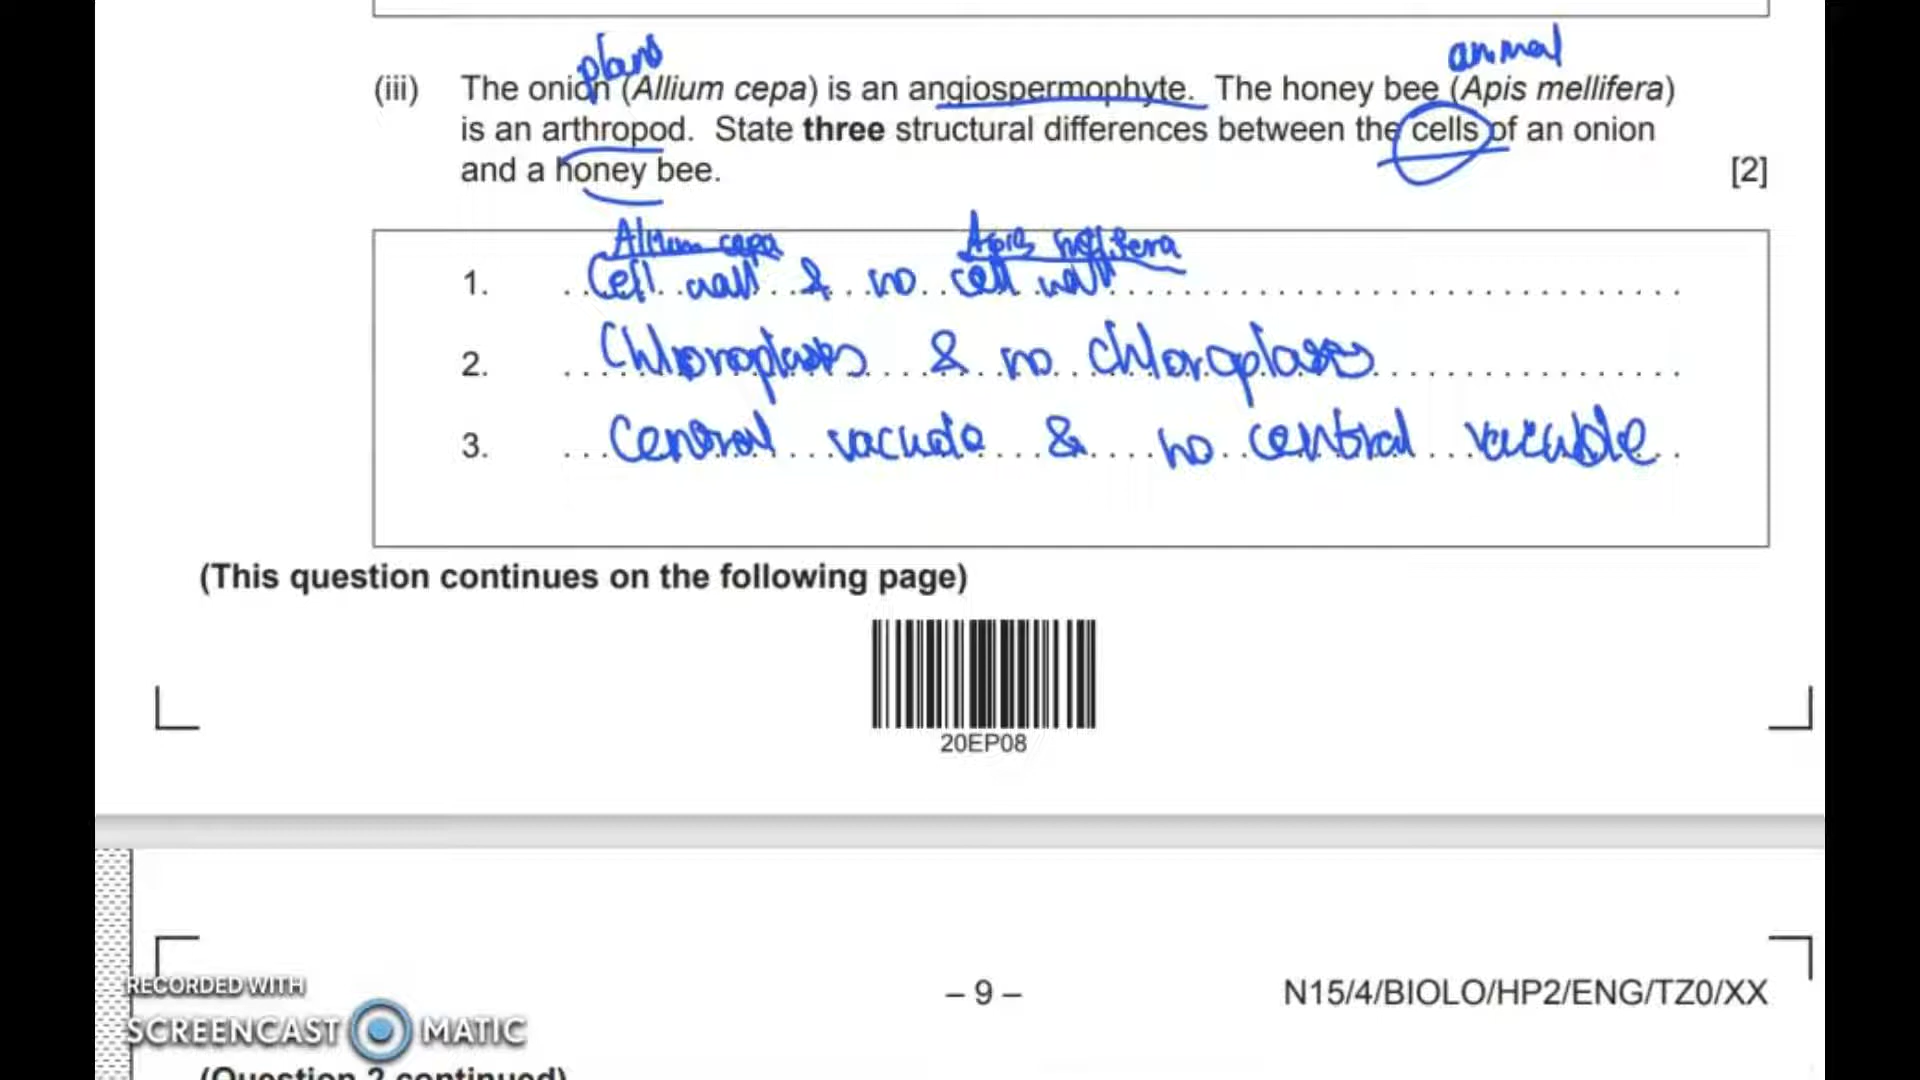 plant
animal
(iii) The onion (Allium cepa) is an angiospermophyte. The honey bee (Apis mellifera)
is an arthropod. State three structural differences between the cells of an onion
and a honey bee. [2]
Allium cepa Apis mellifera
1. Cell wall & no cell wall
2. Chloroplasts & no chloroplasts
3. Central vacuole & no central vacuole
(This question continues on the following page)
20EP08
– 9 – N15/4/BIOLO/HP2/ENG/TZ0/XX
RECORDED WITH
SCREENCAST MATIC
(Question 2 continued)